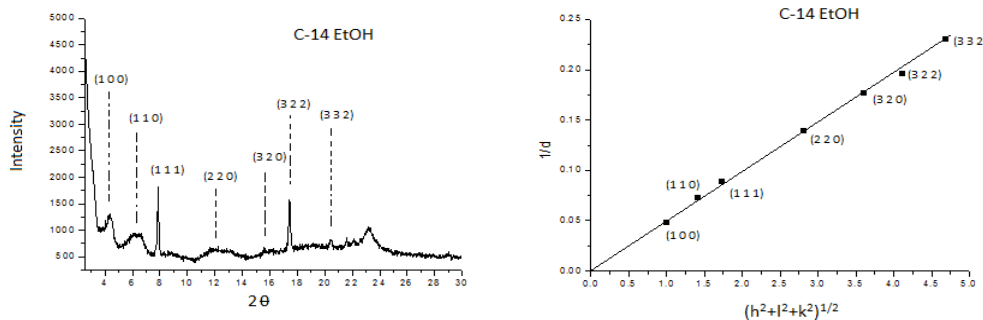 C-14 EtOH
5000
4500
4000
3500
3000
2500
2000
1500
1000
500
Intensity
(1 0 0)
(1 1 0)
(1 1 1)
(2 2 0)
(3 2 0)
(3 2 2)
(3 3 2)
4 6 8 10 12 14 16 18 20 22 24 26 28 30
2 θ
C-14 EtOH
0.25
0.20
0.15
0.10
0.05
0.00
1/d
(3 3 2
(3 2 2)
(3 2 0)
(2 2 0)
(1 1 0)
(1 1 1)
(1 0 0)
0.0 0.5 1.0 1.5 2.0 2.5 3.0 3.5 4.0 4.5 5.0
(h²+l²+k²)¹/²